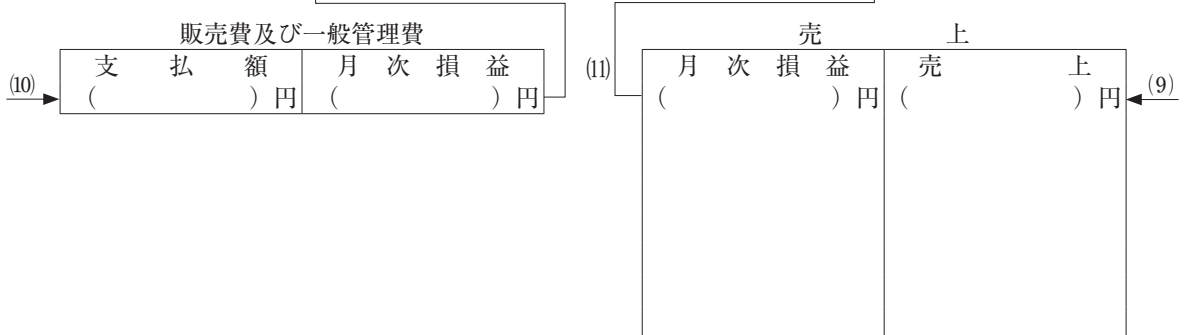 販売費及び一般管理費
支払額 月次損益
(10) ( ) 円 ( ) 円
売上
(11) 月次損益 売上
( ) 円 ( ) 円 (9)